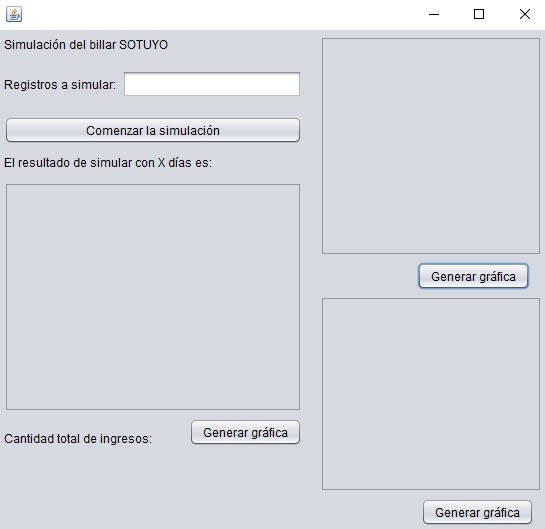 Simulación del billar SOTUYO
Registros a simular:
Comenzar la simulación
El resultado de simular con X días es:
Cantidad total de ingresos:
Generar gráfica
Generar gráfica
Generar gráfica